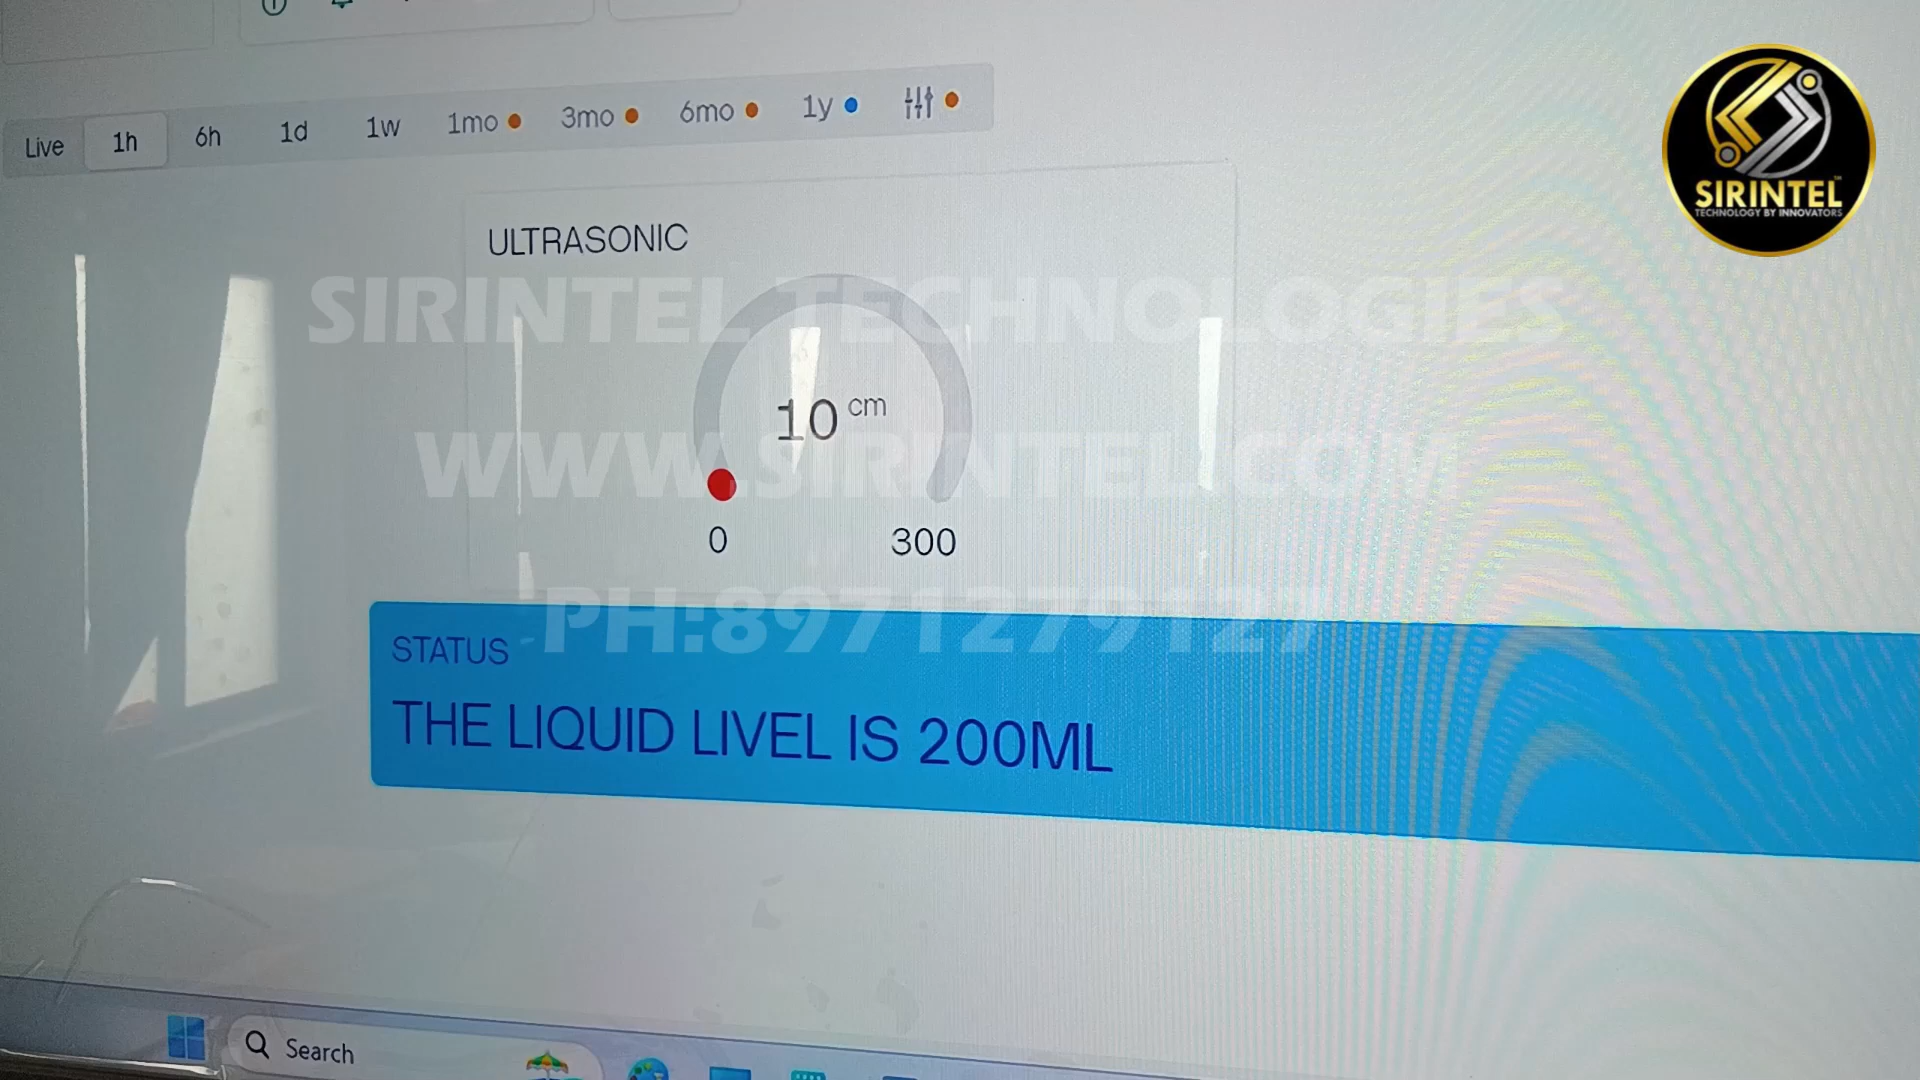 Live 1h 6h 1d 1w 1mo 3mo 6mo 1y
SIRINTEL™
TECHNOLOGY BY INNOVATORS
ULTRASONIC
SIRINTEL TECHNOLOGIES
10 cm
WWW.SIRINTEL.COM
0 300
PH:8971279127
STATUS
THE LIQUID LIVEL IS 200ML
Search